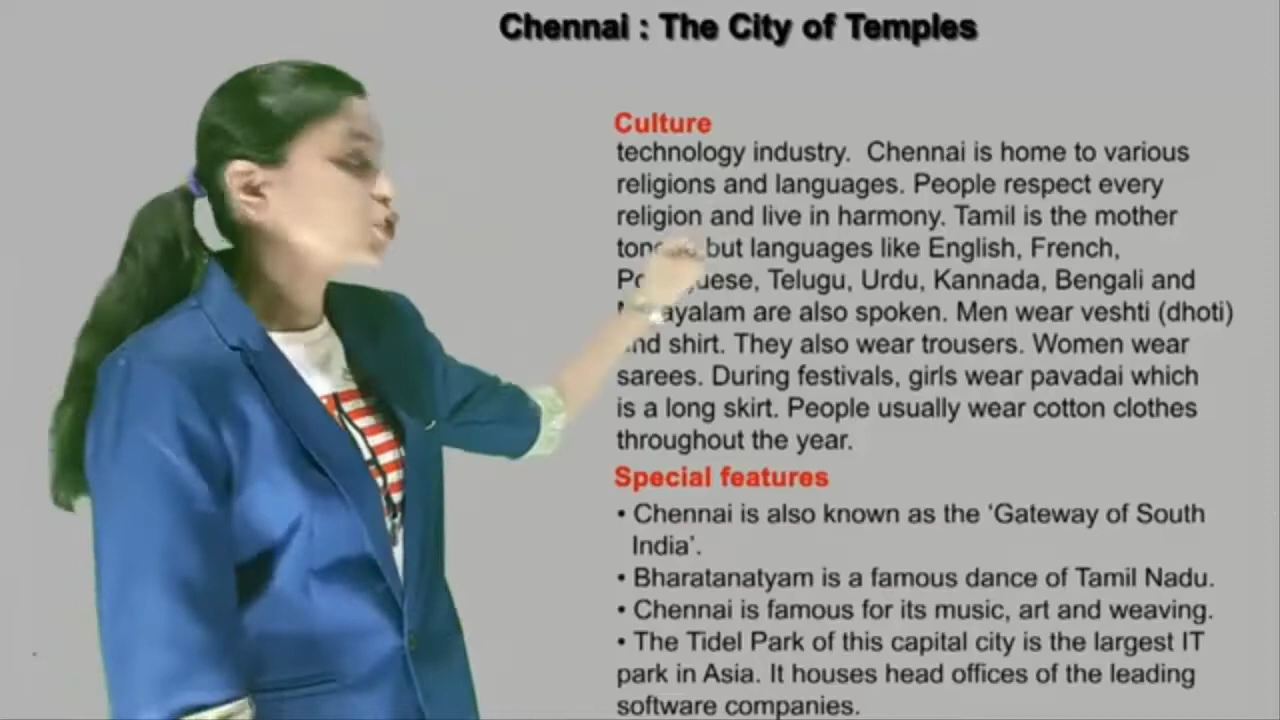 Chennai : The City of Temples
Culture
technology industry. Chennai is home to various
religions and languages. People respect every
religion and live in harmony. Tamil is the mother
but languages like English, French,
Telugu, Urdu, Kannada, Bengali and
are also spoken. Men wear veshti (dhoti)
and shirt. They also wear trousers. Women wear
sarees. During festivals, girls wear pavadai which
is a long skirt. People usually wear cotton clothes
throughout the year.
Special features
• Chennai is also known as the ‘Gateway of South
India’.
• Bharatanatyam is a famous dance of Tamil Nadu.
• Chennai is famous for its music, art and weaving.
• The Tidel Park of this capital city is the largest IT
park in Asia. It houses head offices of the leading
software companies.